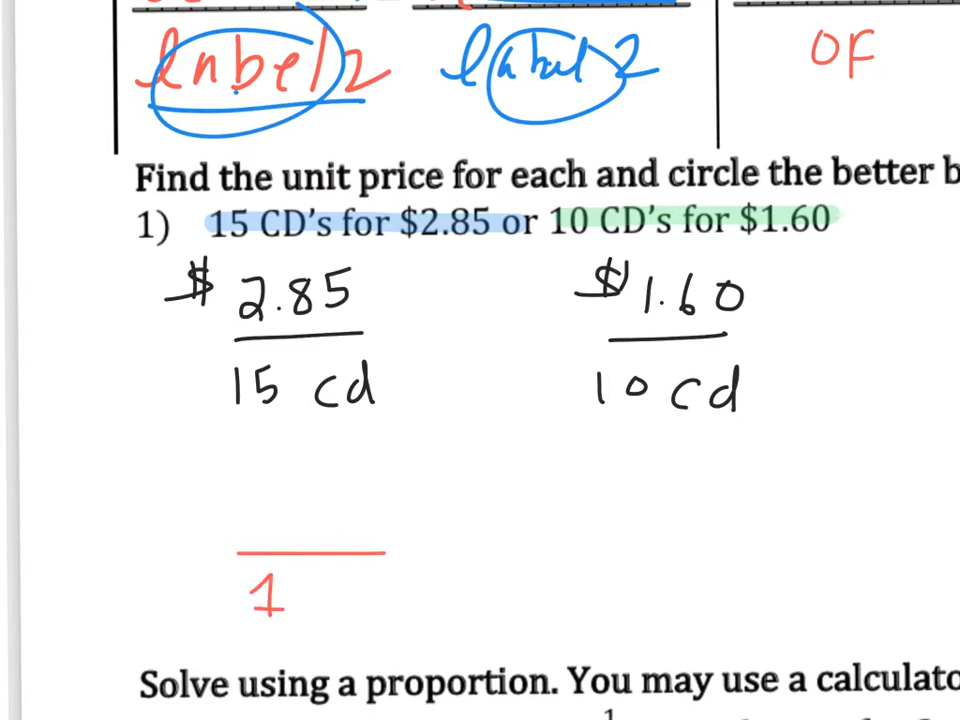 label2 label2 OF
Find the unit price for each and circle the better b
1) 15 CD's for $2.85 or 10 CD's for $1.60
$ 2.85 $1.60
15 cd 10 cd
1
Solve using a proportion. You may use a calculato